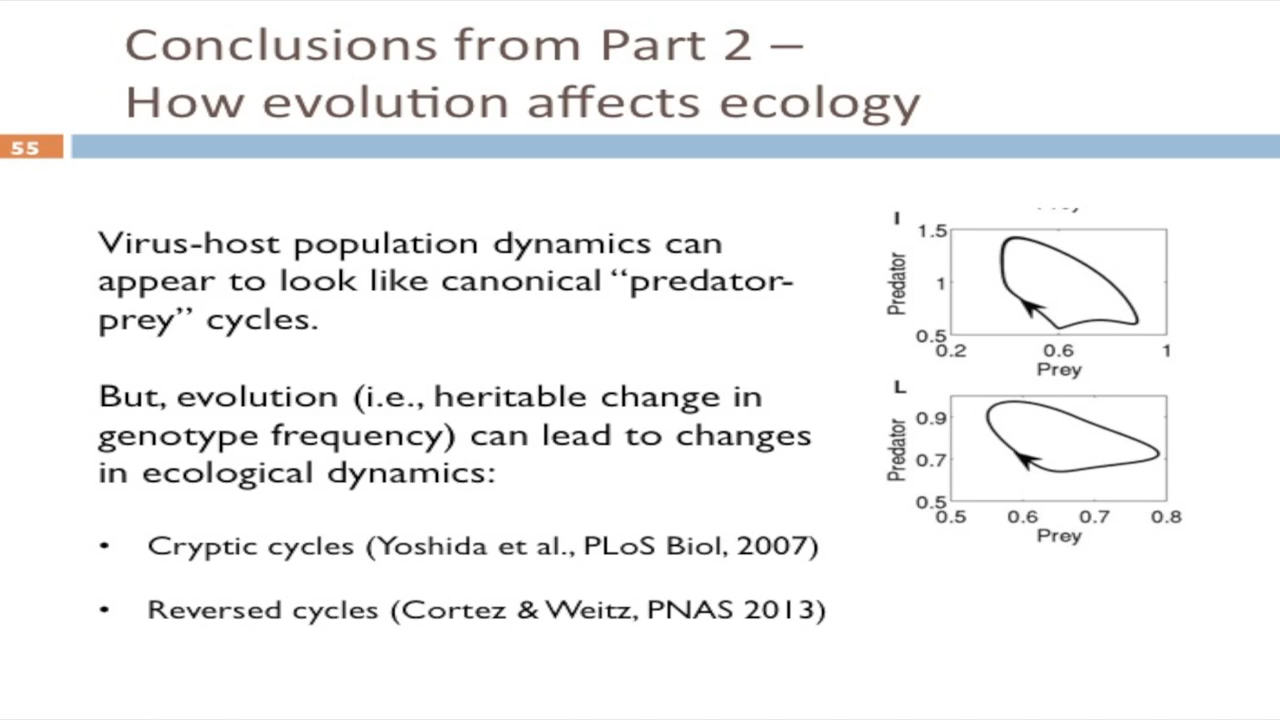 Conclusions from Part 2 –
How evolution affects ecology
55
Virus-host population dynamics can
appear to look like canonical “predator-
prey” cycles.
But, evolution (i.e., heritable change in
genotype frequency) can lead to changes
in ecological dynamics:
• Cryptic cycles (Yoshida et al., PLoS Biol, 2007)
• Reversed cycles (Cortez & Weitz, PNAS 2013)
I
1.5
1
0.5
Predator
0.2 0.6 1
Prey
L
0.9
0.7
0.5
Predator
0.5 0.6 0.7 0.8
Prey